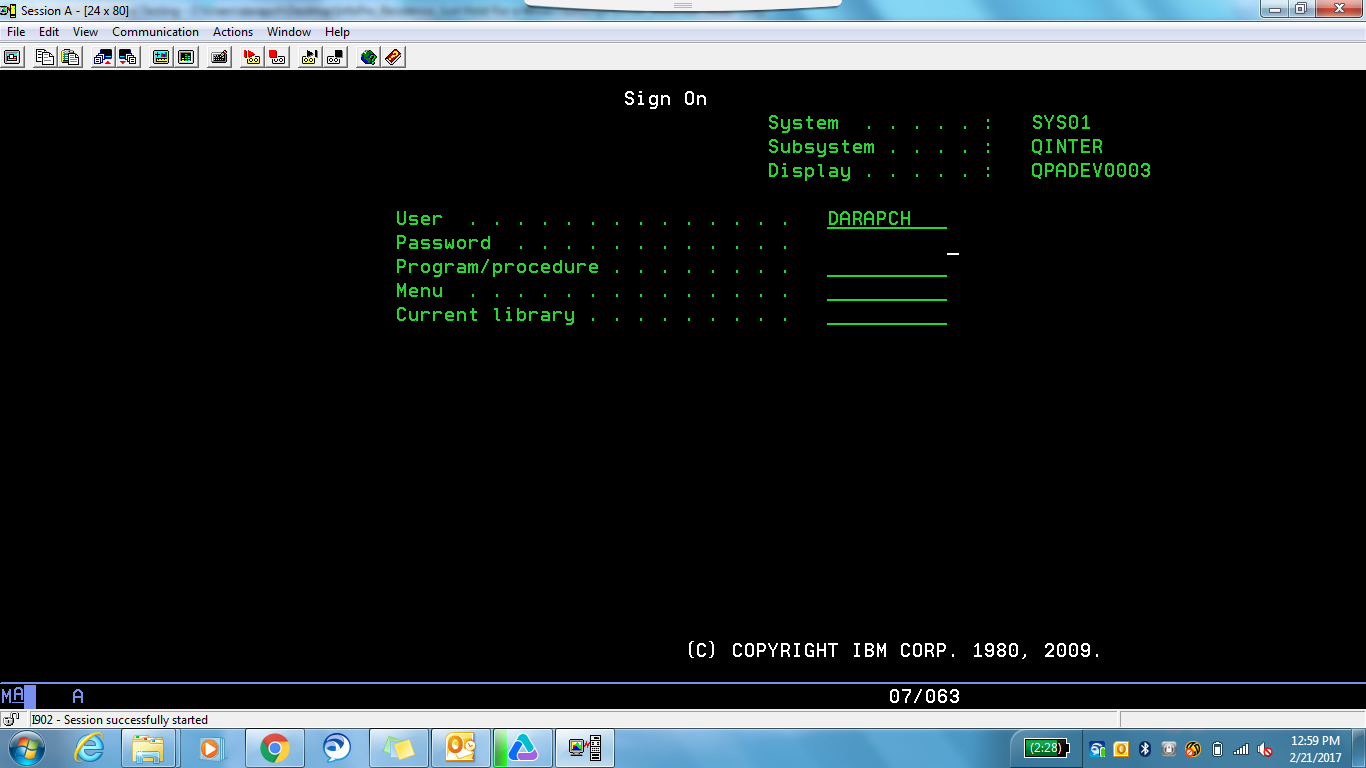 Session A - [24 x 80]
File Edit View Communication Actions Window Help
Sign On
System . . . . . : SYS01
Subsystem . . . . : QINTER
Display . . . . . : QPADEV0003
User . . . . . . . . . . . . . . DARAPCH
Password . . . . . . . . . . . .
Program/procedure . . . . . . . .
Menu . . . . . . . . . . . . . .
Current library . . . . . . . . .
(C) COPYRIGHT IBM CORP. 1980, 2009.
MA A 07/063
I902 - Session successfully started
(2:28) 12:59 PM
2/21/2017